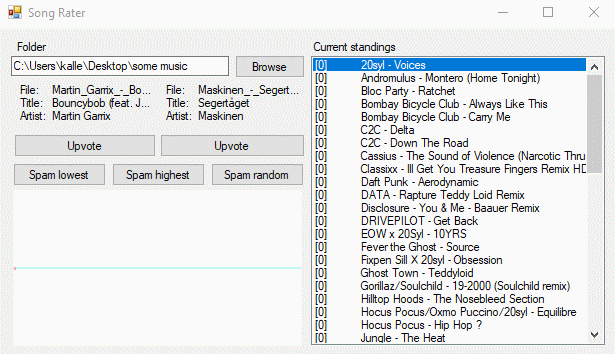 Song Rater
Folder
C:\Users\kalle\Desktop\some music
Browse
File: Martin_Garrix_-_Bo...
Title: Bouncybob (feat. J...
Artist: Martin Garrix
File: Maskinen_-_Segert...
Title: Segertåget
Artist: Maskinen
Upvote
Upvote
Spam lowest
Spam highest
Spam random
Current standings
[0] 20syl - Voices
[0] Andromulus - Montero (Home Tonight)
[0] Bloc Party - Ratchet
[0] Bombay Bicycle Club - Always Like This
[0] Bombay Bicycle Club - Carry Me
[0] C2C - Delta
[0] C2C - Down The Road
[0] Cassius - The Sound of Violence (Narcotic Thru
[0] Classixx - Ill Get You Treasure Fingers Remix HD
[0] Daft Punk - Aerodynamic
[0] DATA - Rapture Teddy Loid Remix
[0] Disclosure - You & Me - Baauer Remix
[0] DRIVEPILOT - Get Back
[0] EOW x 20Syl - 10YRS
[0] Fever the Ghost - Source
[0] Fixpen Sill X 20syl - Obsession
[0] Ghost Town - Teddyloid
[0] Gorillaz/Soulchild - 19-2000 (Soulchild remix)
[0] Hilltop Hoods - The Nosebleed Section
[0] Hocus Pocus/Oxmo Puccino/20syl - Equilibre
[0] Hocus Pocus - Hip Hop ?
[0] Jungle - The Heat